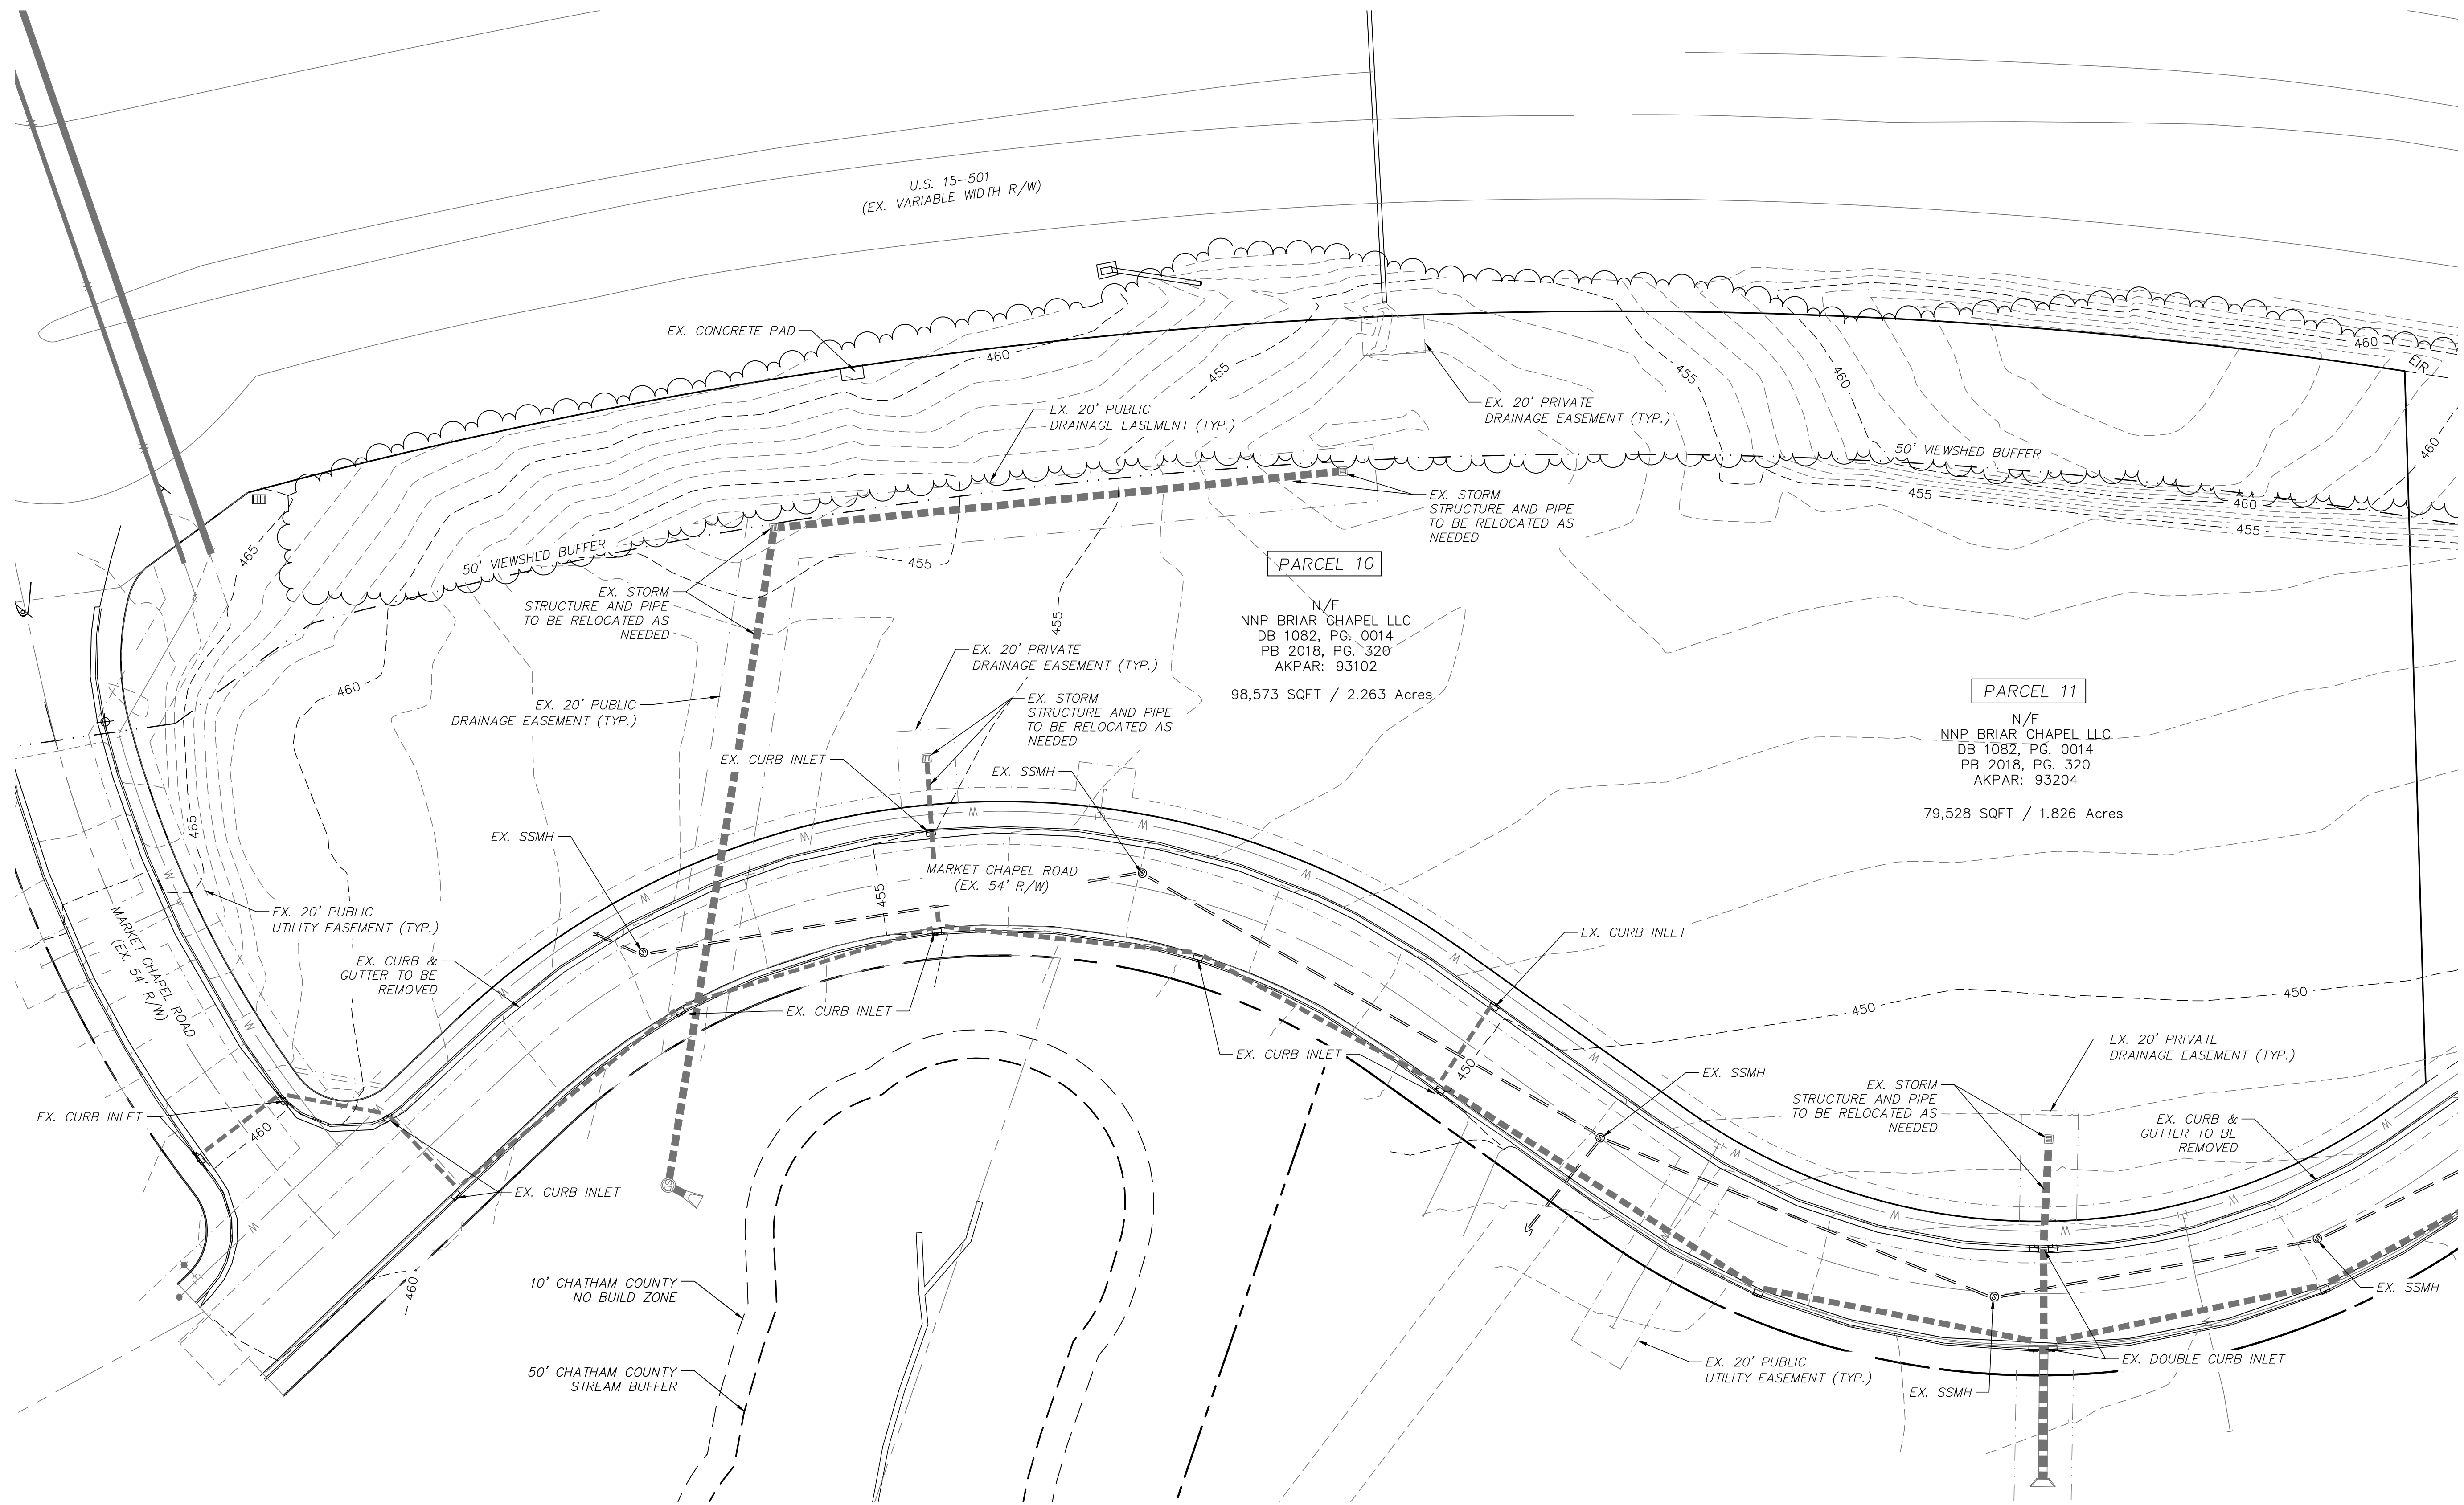 U.S. 15-501
(EX. VARIABLE WIDTH R/W)
EX. CONCRETE PAD
460
455
EX. 20' PUBLIC
DRAINAGE EASEMENT (TYP.)
EX. 20' PRIVATE
DRAINAGE EASEMENT (TYP.)
455
460
460
EIR
460
50' VIEWSHED BUFFER
455
460
455
EX. STORM
STRUCTURE AND PIPE
TO BE RELOCATED AS
NEEDED
465
50' VIEWSHED BUFFER
455
EX. STORM
STRUCTURE AND PIPE
TO BE RELOCATED AS
NEEDED
PARCEL 10
N/F
NNP BRIAR CHAPEL LLC
DB 1082, PG. 0014
PB 2018, PG. 320
AKPAR: 93102
98,573 SQFT / 2.263 Acres
455
EX. 20' PRIVATE
DRAINAGE EASEMENT (TYP.)
460
EX. 20' PUBLIC
DRAINAGE EASEMENT (TYP.)
EX. STORM
STRUCTURE AND PIPE
TO BE RELOCATED AS
NEEDED
PARCEL 11
N/F
NNP BRIAR CHAPEL LLC
DB 1082, PG. 0014
PB 2018, PG. 320
AKPAR: 93204
79,528 SQFT / 1.826 Acres
EX. CURB INLET
EX. SSMH
465
EX. SSMH
W
W
W
W
W
W
MARKET CHAPEL ROAD
(EX. 54' R/W)
455
EX. 20' PUBLIC
UTILITY EASEMENT (TYP.)
MARKET CHAPEL ROAD
(EX. 54' R/W)
EX. CURB &
GUTTER TO BE
REMOVED
EX. CURB INLET
W
W
W
450
450
EX. CURB INLET
EX. CURB INLET
450
W
EX. SSMH
EX. 20' PRIVATE
DRAINAGE EASEMENT (TYP.)
EX. STORM
STRUCTURE AND PIPE
TO BE RELOCATED AS
NEEDED
EX. CURB &
GUTTER TO BE
REMOVED
EX. CURB INLET
460
W
W
EX. CURB INLET
S
W
W
W
W
460
10' CHATHAM COUNTY
NO BUILD ZONE
EX. SSMH
50' CHATHAM COUNTY
STREAM BUFFER
EX. 20' PUBLIC
UTILITY EASEMENT (TYP.)
EX. DOUBLE CURB INLET
EX. SSMH